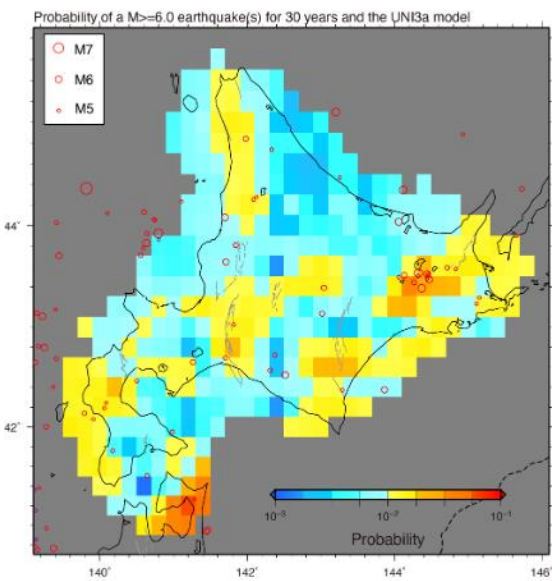 Probability of a M>=6.0 earthquake(s) for 30 years and the UNI3a model
M7
M6
M5
44˚
42˚
10⁻³ 10⁻² 10⁻¹
Probability
140˚ 142˚ 144˚ 146˚